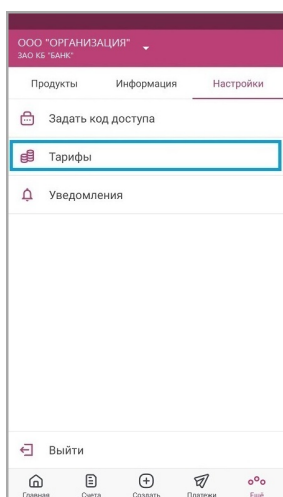 ООО "ОРГАНИЗАЦИЯ"
ЗАО КБ "БАНК"
Продукты Информация Настройки
Задать код доступа
Тарифы
Уведомления
Выйти
Главная Счета Создать Платежи Ещё